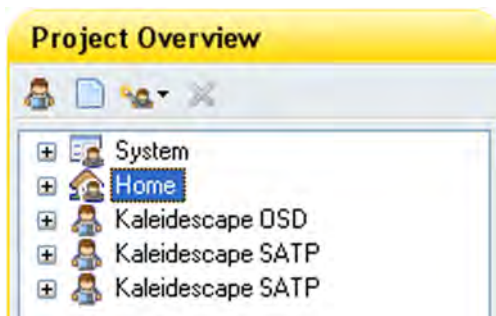 Project Overview
System
Home
Kaleidescape OSD
Kaleidescape SATP
Kaleidescape SATP